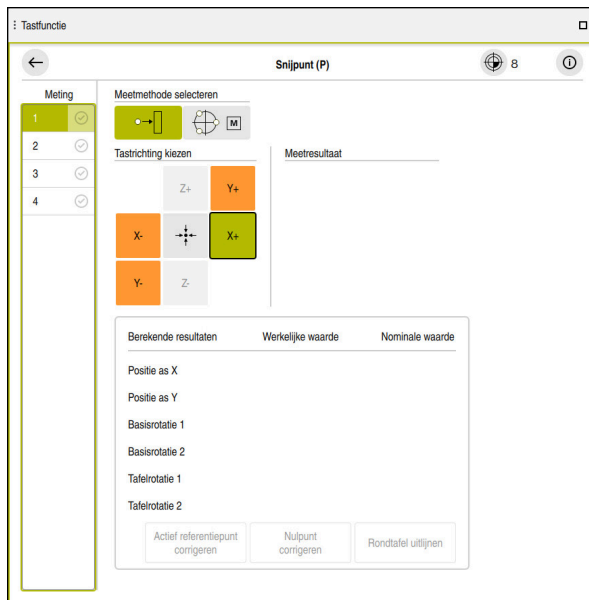 Tastfunctie
Snijpunt (P)
8
Meting
1
2
3
4
Meetmethode selecteren
M
Tastrichting kiezen
Meetresultaat
Z+
Y+
X-
X+
Y-
Z-
Berekende resultaten Werkelijke waarde Nominale waarde
Positie as X
Positie as Y
Basisrotatie 1
Basisrotatie 2
Tafelrotatie 1
Tafelrotatie 2
Actief referentiepunt
corrigeren
Nulpunt
corrigeren
Rondtafel uitlijnen